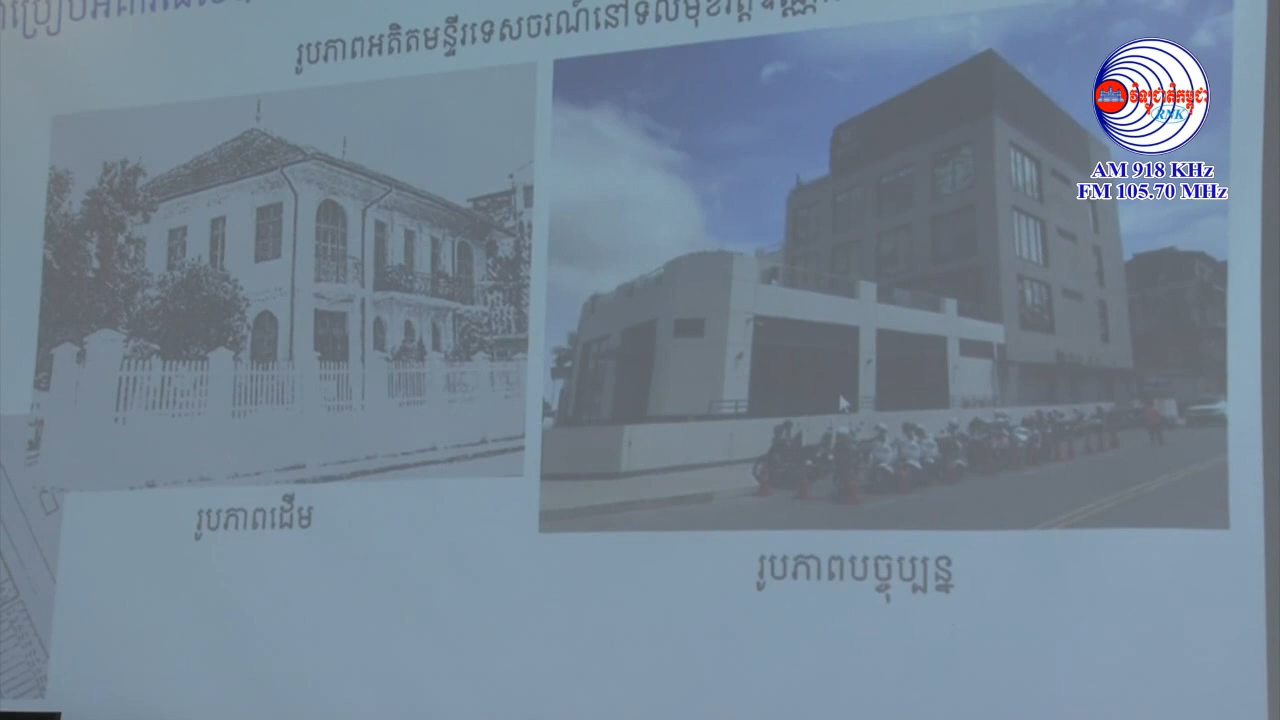 រូបភាពអតិតមន្ទីរទេសចរណ៍នៅទល់មុខវត្ត
វិទ្យុជាតិកម្ពុជា
RNK
AM 918 KHz
FM 105.70 MHz
រូបភាពដើម
រូបភាពបច្ចុប្បន្ន